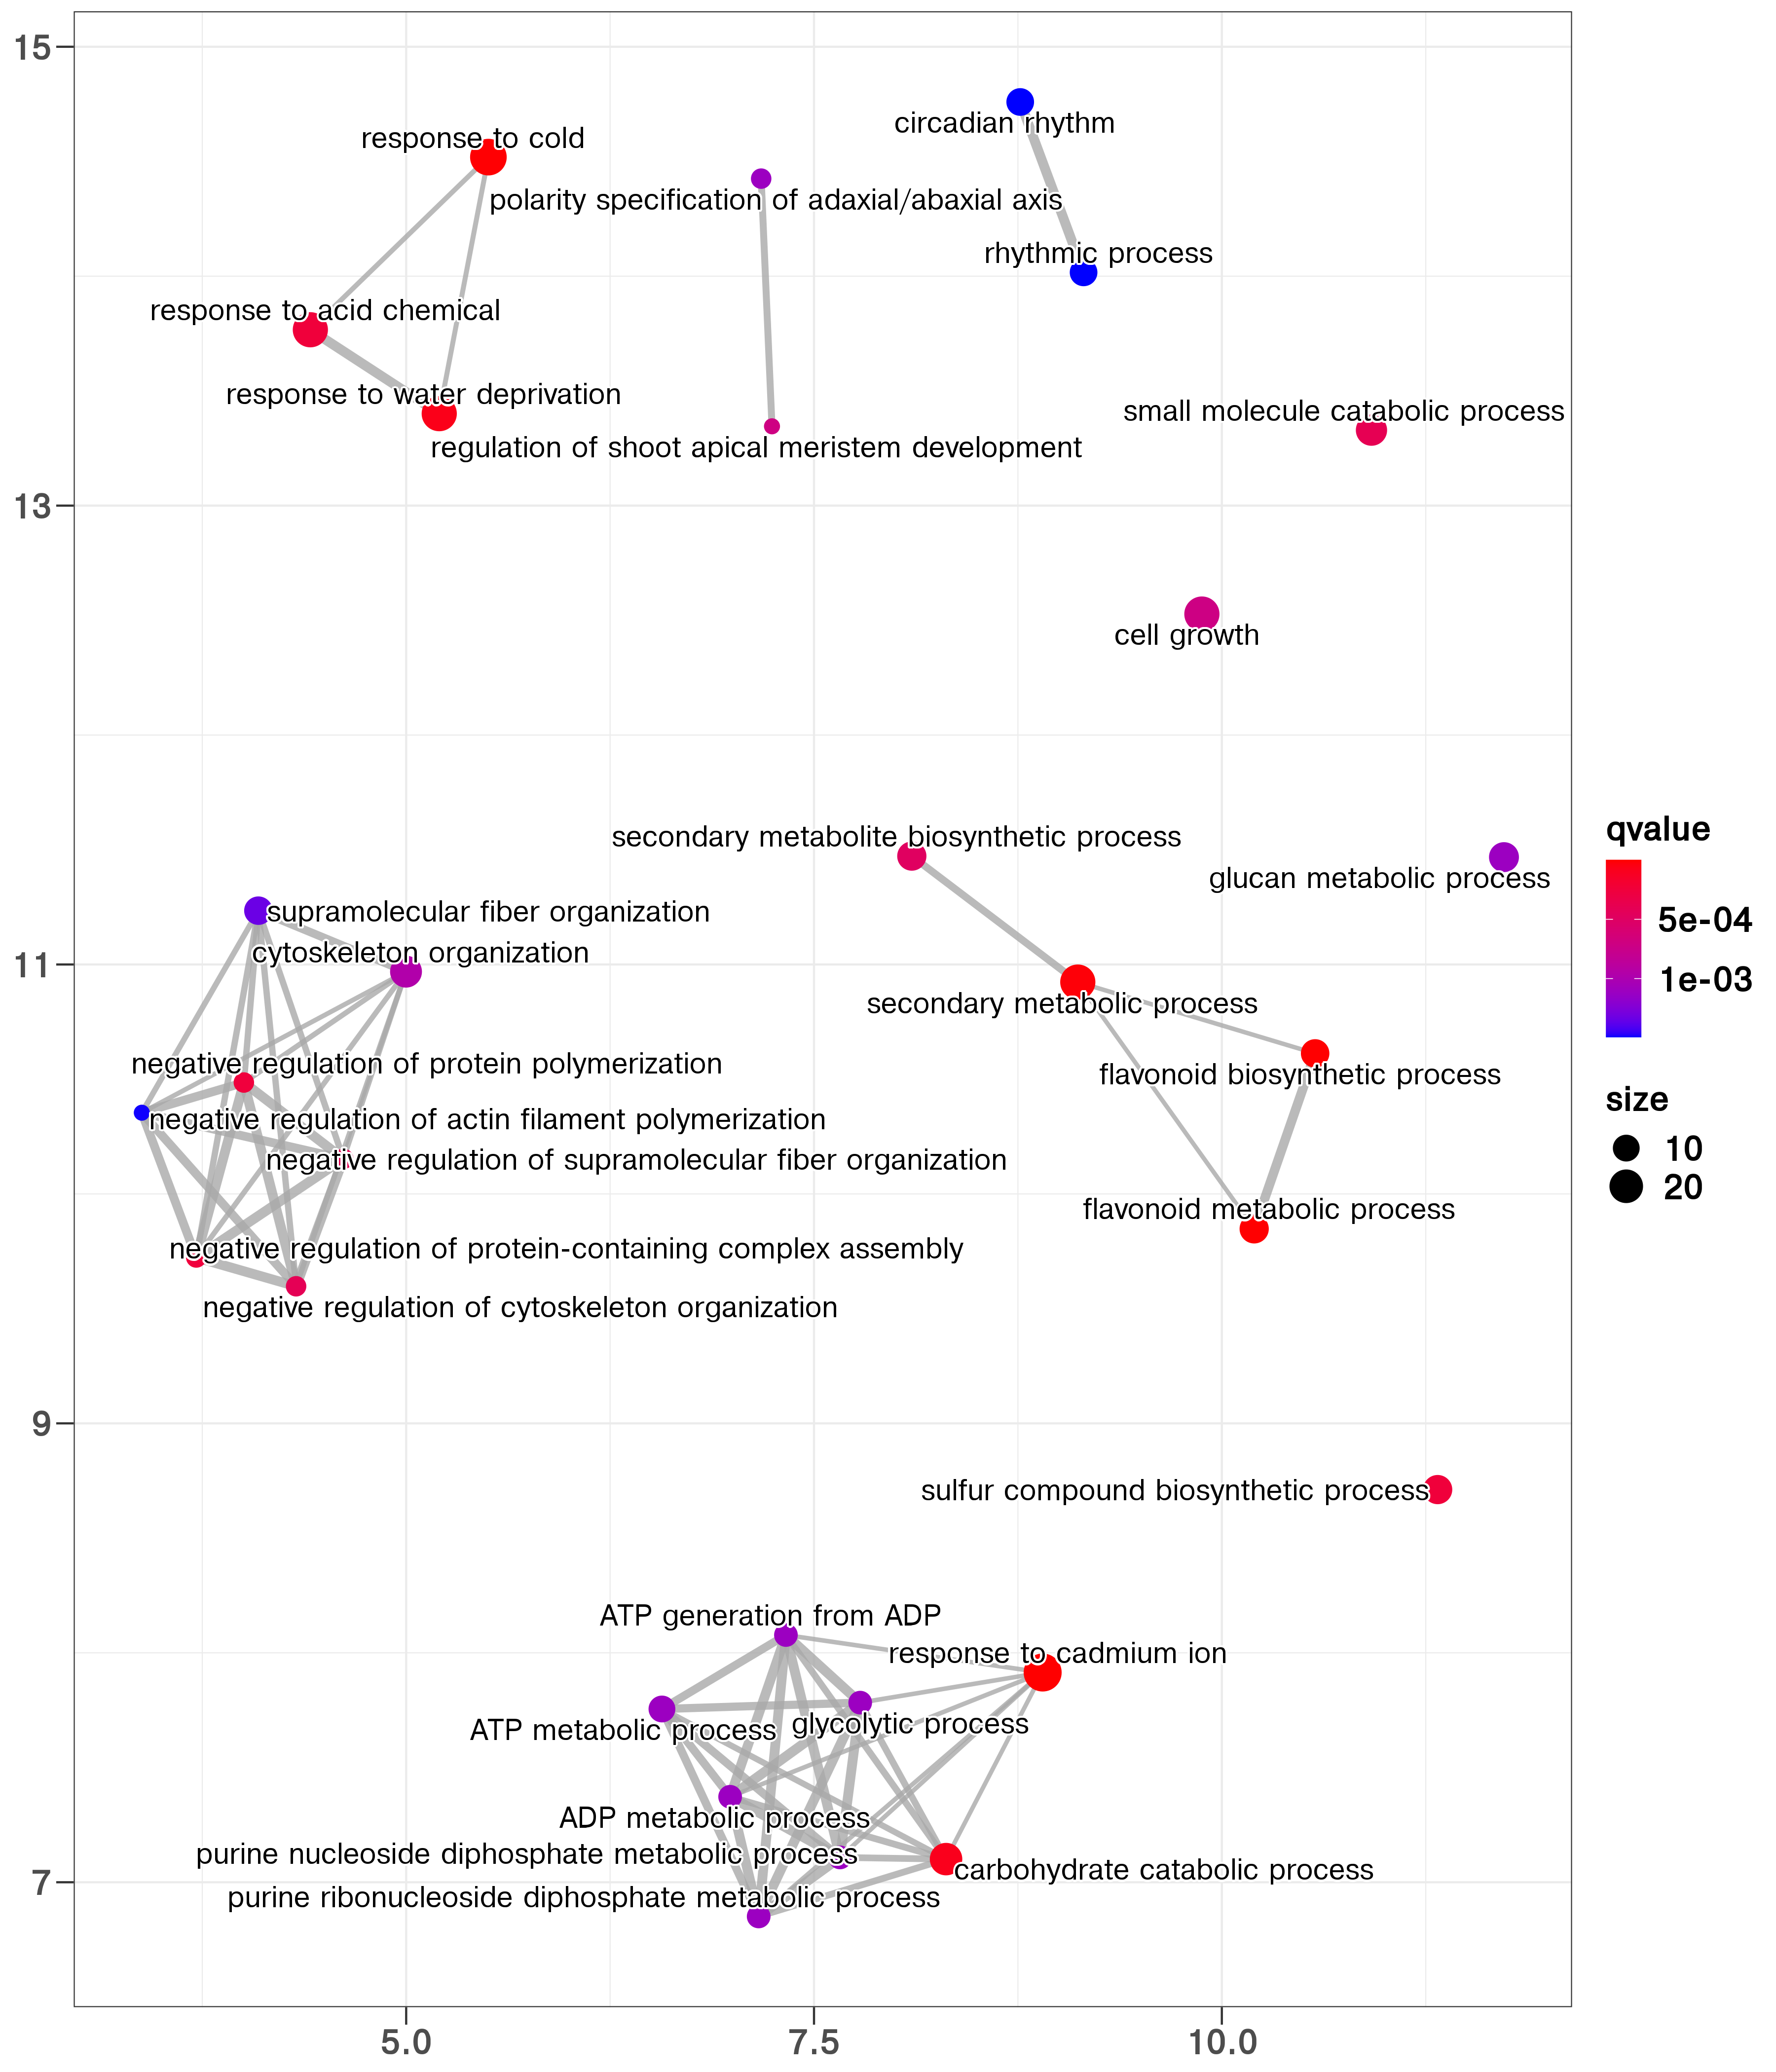 15
circadian rhythm
response to cold
polarity specification of adaxial/abaxial axis
rhythmic process
response to acid chemical
response to water deprivation
small molecule catabolic process
regulation of shoot apical meristem development
13
cell growth
secondary metabolite biosynthetic process
qvalue
glucan metabolic process
supramolecular fiber organization
5e-04
cytoskeleton organization
11
1e-03
secondary metabolic process
negative regulation of protein polymerization
flavonoid biosynthetic process
size
negative regulation of actin filament polymerization
10
negative regulation of supramolecular fiber organization
20
flavonoid metabolic process
negative regulation of protein-containing complex assembly
negative regulation of cytoskeleton organization
9
sulfur compound biosynthetic process
ATP generation from ADP
response to cadmium ion
ATP metabolic process
glycolytic process
ADP metabolic process
purine nucleoside diphosphate metabolic process
carbohydrate catabolic process
7
purine ribonucleoside diphosphate metabolic process
5.0
7.5
10.0